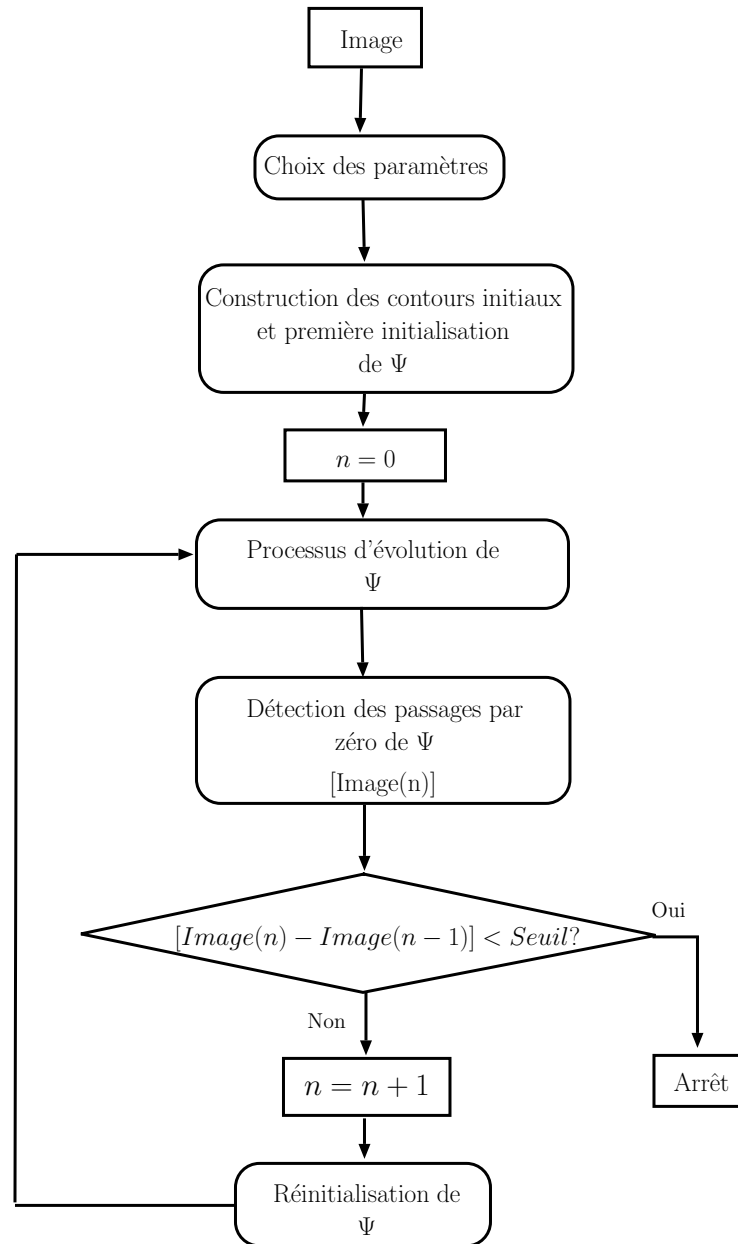 Image
Choix des paramètres
Construction des contours initiaux
et première initialisation
de Ψ
n = 0
Processus d'évolution de
Ψ
Détection des passages par
zéro de Ψ
[Image(n)]
[Image(n) − Image(n − 1)] < Seuil?
Oui
Non
n = n + 1
Arrêt
Réinitialisation de
Ψ